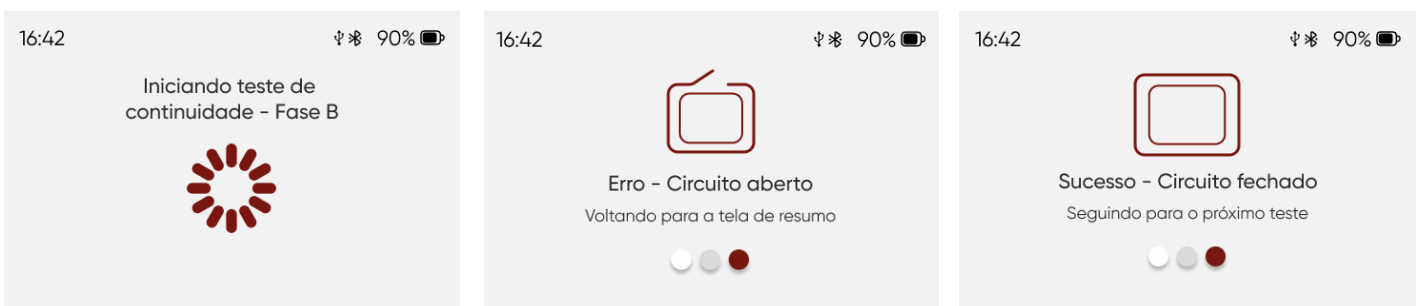 16:42 90%
Iniciando teste de
continuidade - Fase B
16:42 90%
Erro - Circuito aberto
Voltando para a tela de resumo
16:42 90%
Sucesso - Circuito fechado
Seguindo para o próximo teste